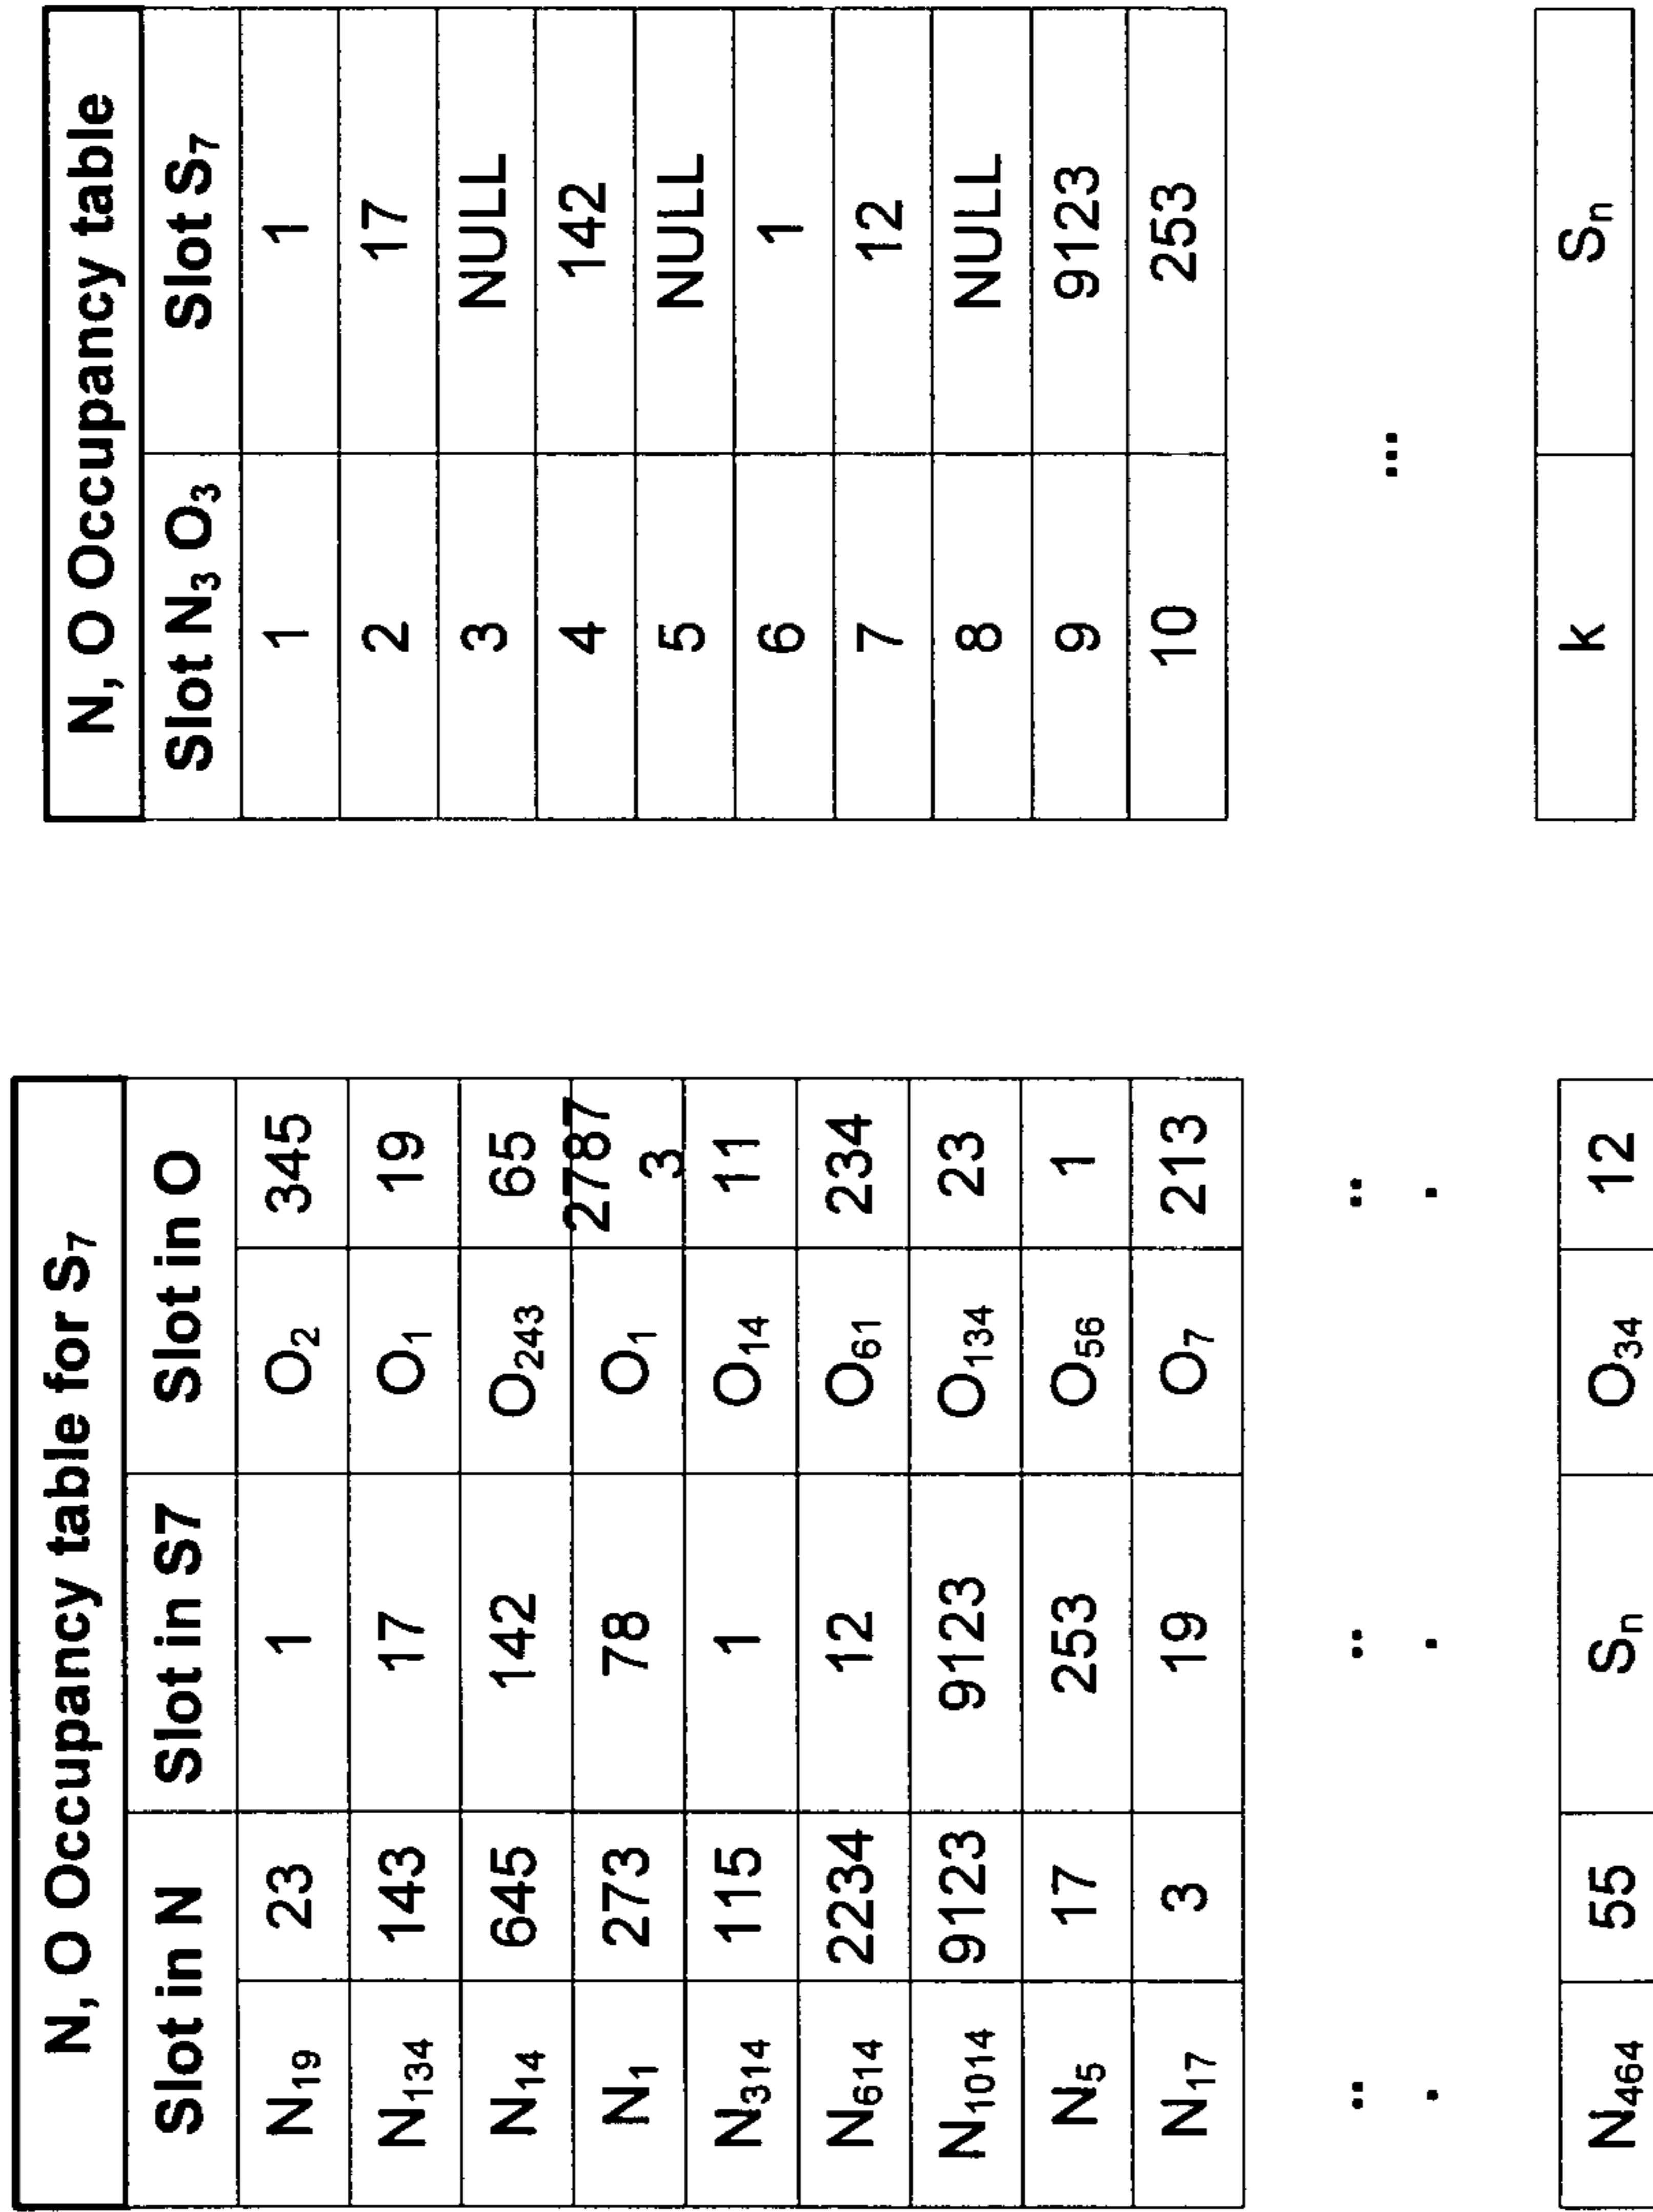 N, O Occupancy table for S₇
Slot in N Slot in S7 Slot in O
N₁₉ 23 1 O₂ 345
N₁₃₄ 143 17 O₁ 19
N₁₄ 645 142 O₂₄₃ 65
N₁ 273 78 O₁ 2787
3
N₃₁₄ 115 1 O₁₄ 11
N₆₁₄ 2234 12 O₆₁ 234
N₁₀₁₄ 9123 9123 O₁₃₄ 23
N₅ 17 253 O₅₆ 1
N₁₇ 3 19 O₇ 213
.. .. ..
. . .
N₄₆₄ 55 Sₙ O₃₄ 12
N, O Occupancy table
Slot N₃ O₃ Slot S₇
1 1
2 17
3 NULL
4 142
5 NULL
6 1
7 12
8 NULL
9 9123
10 253
...
k Sₙ